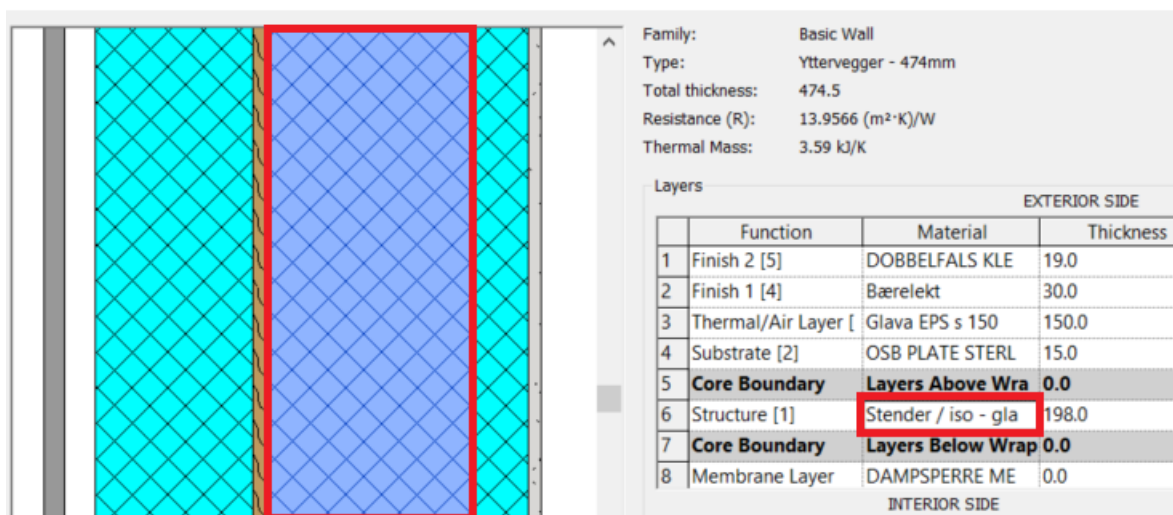 Family: Basic Wall
Type: Yttervegger - 474mm
Total thickness: 474.5
Resistance (R): 13.9566 (m²·K)/W
Thermal Mass: 3.59 kJ/K
Layers
EXTERIOR SIDE
Function Material Thickness
1 Finish 2 [5] DOBBELFALS KLE 19.0
2 Finish 1 [4] Bærelekt 30.0
3 Thermal/Air Layer [ Glava EPS s 150 150.0
4 Substrate [2] OSB PLATE STERL 15.0
5 Core Boundary Layers Above Wra 0.0
6 Structure [1] Stender / iso - gla 198.0
7 Core Boundary Layers Below Wrap 0.0
8 Membrane Layer DAMPSPERRE ME 0.0
INTERIOR SIDE